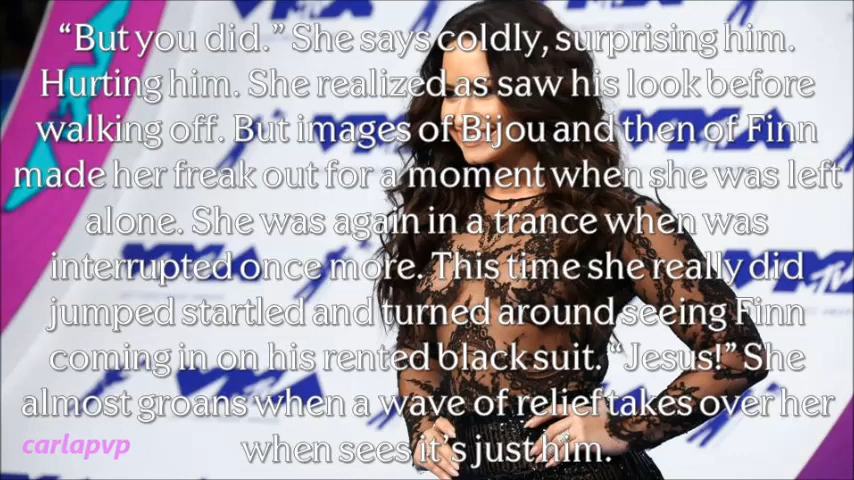 “But you did.” She says coldly, surprising him.
Hurting him. She realized as saw his look before
walking off. But images of Bijou and then of Finn
made her freak out for a moment when she was left
alone. She was again in a trance when was
interrupted once more. This time she really did
jumped startled and turned around seeing Finn
coming in on his rented black suit. “Jesus!” She
almost groans when a wave of relief takes over her
when sees it’s just him.
carlapvp